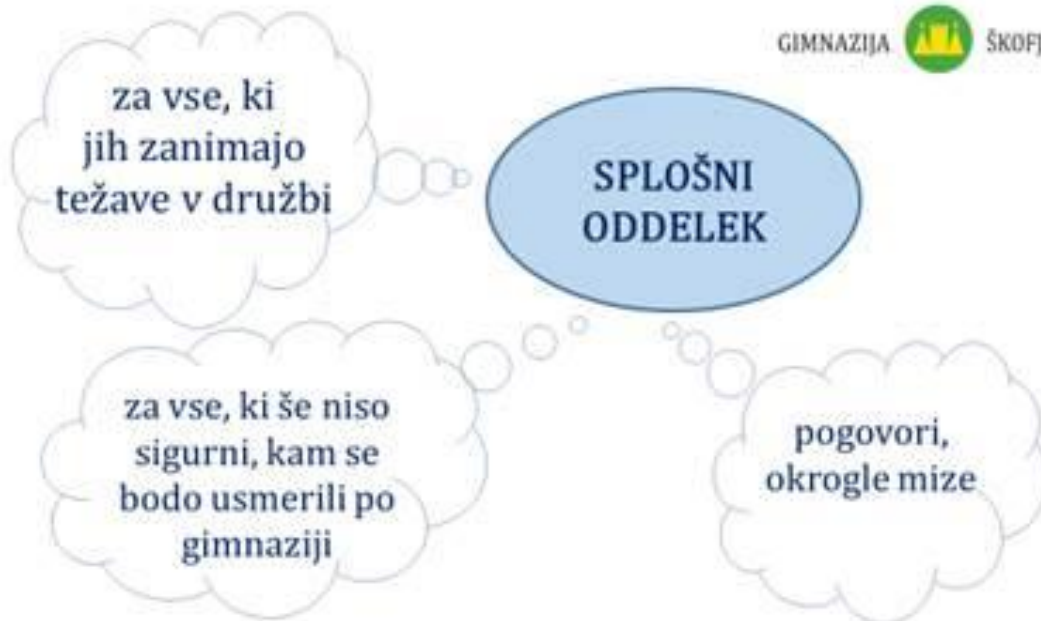 GIMNAZIJA ŠKOFJ
za vse, ki
jih zanimajo
težave v družbi
SPLOŠNI
ODDELEK
za vse, ki še niso
sigurni, kam se
bodo usmerili po
gimnaziji
pogovori,
okrogle mize